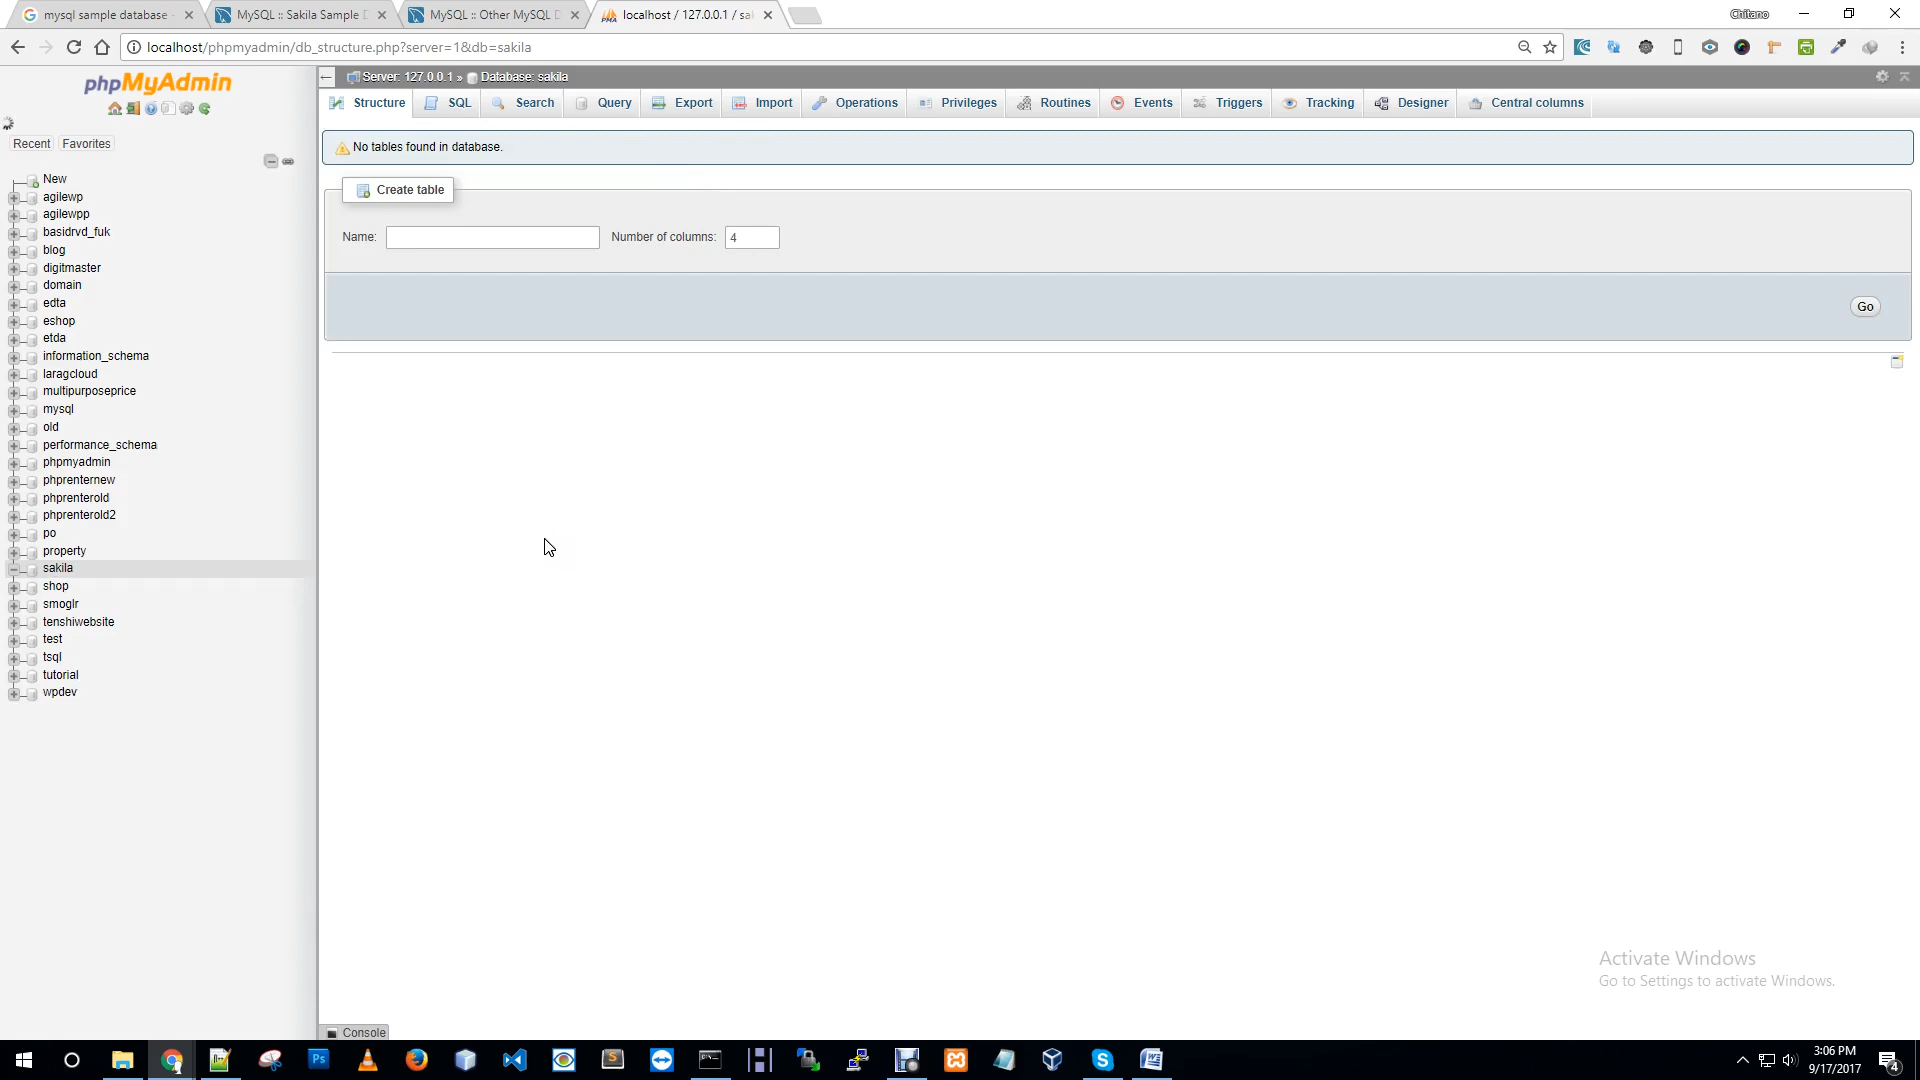 mysql sample database -
MySQL :: Sakila Sample D
MySQL :: Other MySQL D
localhost / 127.0.0.1 / sa
Chitano
localhost/phpmyadmin/db_structure.php?server=1&db=sakila
phpMyAdmin
Recent
Favorites
New
agilewp
agilewpp
basidrvd_fuk
blog
digitmaster
domain
edta
eshop
etda
information_schema
laragcloud
multipurposeprice
mysql
old
performance_schema
phpmyadmin
phprenternew
phprenterold
phprenterold2
po
property
sakila
shop
smoglr
tenshiwebsite
test
tsql
tutorial
wpdev
Server: 127.0.0.1 » Database: sakila
Structure
SQL
Search
Query
Export
Import
Operations
Privileges
Routines
Events
Triggers
Tracking
Designer
Central columns
No tables found in database.
Create table
Name:
Number of columns: 4
Go
Activate Windows
Go to Settings to activate Windows.
Console
3:06 PM
9/17/2017
4